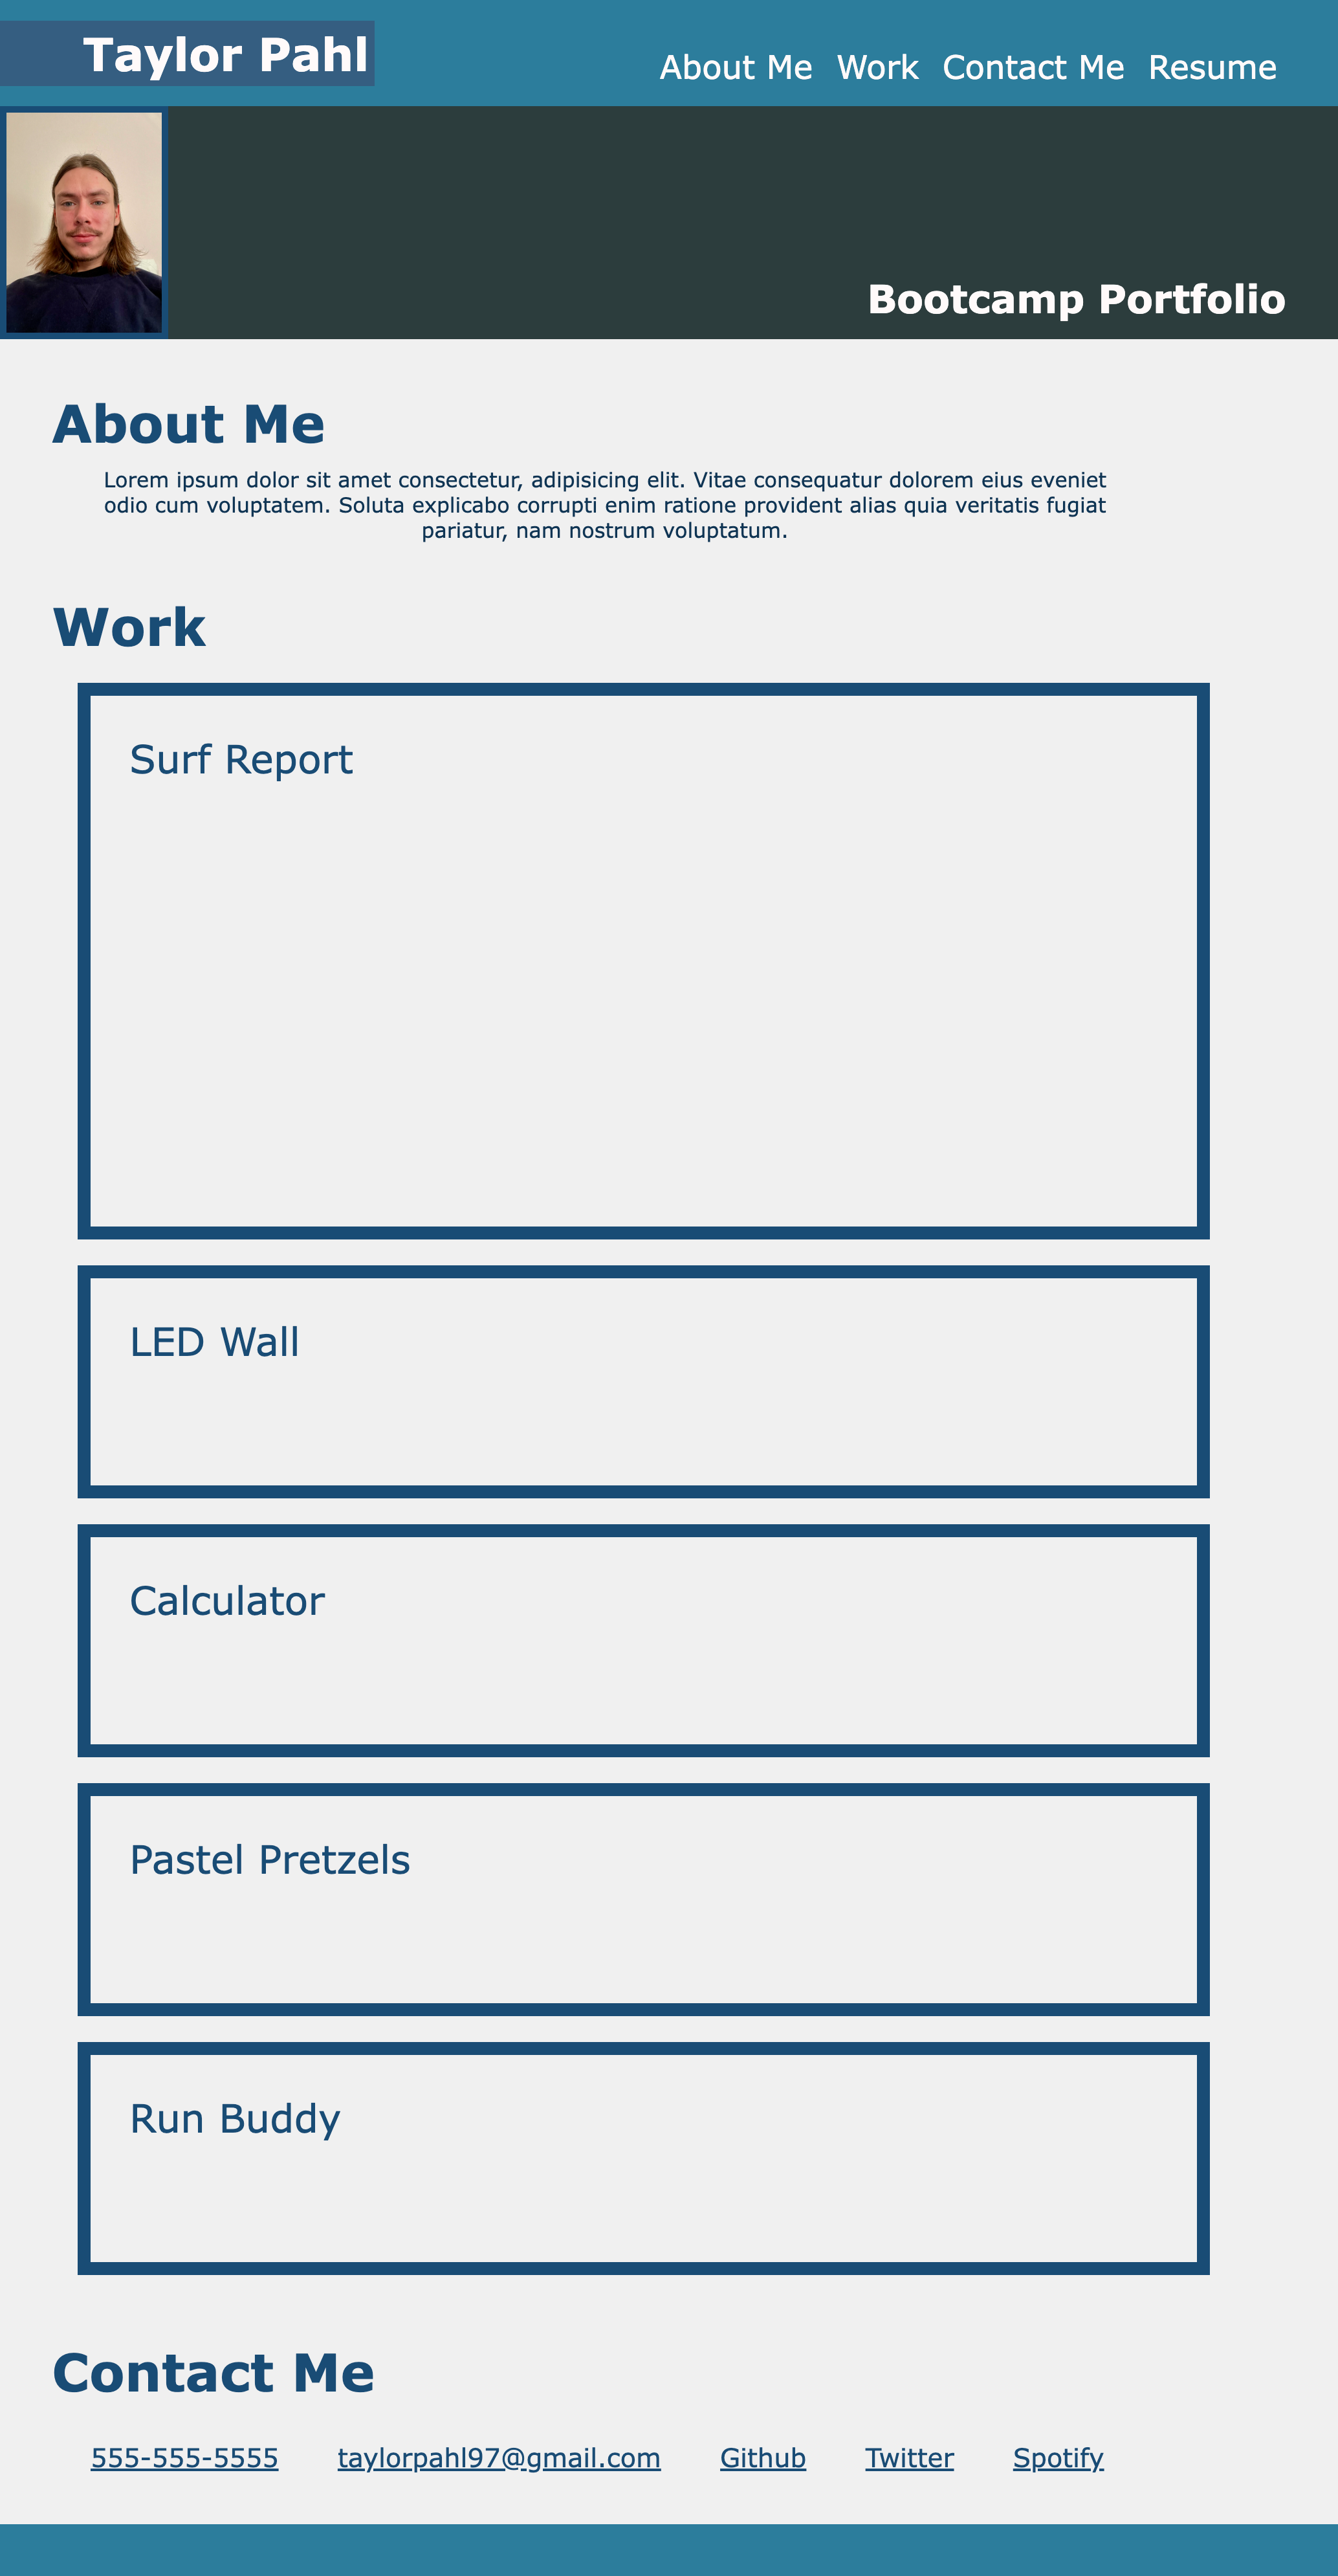 Taylor Pahl
About Me Work Contact Me Resume
Bootcamp Portfolio
About Me
Lorem ipsum dolor sit amet consectetur, adipisicing elit. Vitae consequatur dolorem eius eveniet
odio cum voluptatem. Soluta explicabo corrupti enim ratione provident alias quia veritatis fugiat
pariatur, nam nostrum voluptatum.
Work
Surf Report
LED Wall
Calculator
Pastel Pretzels
Run Buddy
Contact Me
555-555-5555 taylorpahl97@gmail.com Github Twitter Spotify